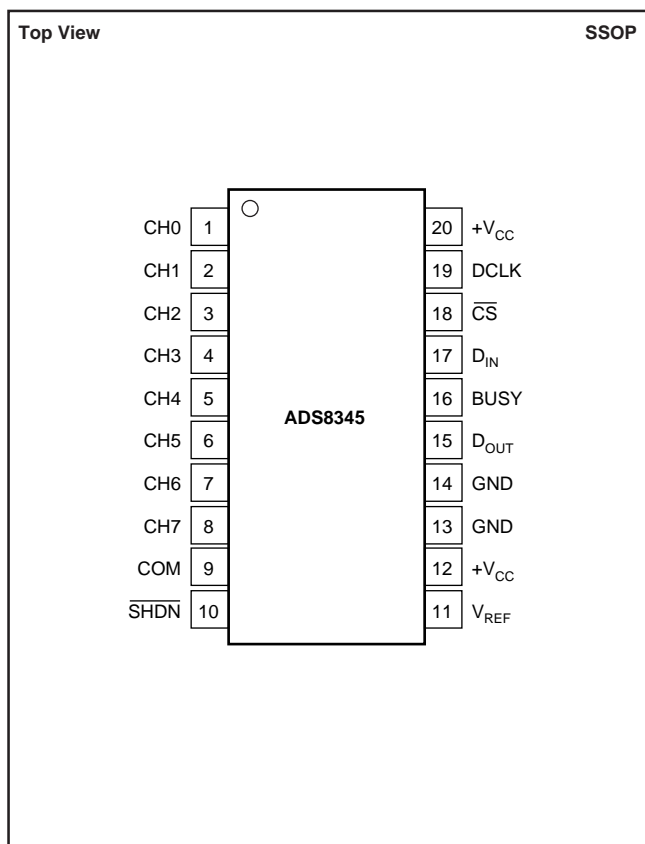 Top View SSOP
CH0 1 20 +VCC
CH1 2 19 DCLK
CH2 3 18 C̅S̅
CH3 4 17 DIN
CH4 5 16 BUSY
ADS8345
CH5 6 15 DOUT
CH6 7 14 GND
CH7 8 13 GND
COM 9 12 +VCC
S̅H̅D̅N̅ 10 11 VREF